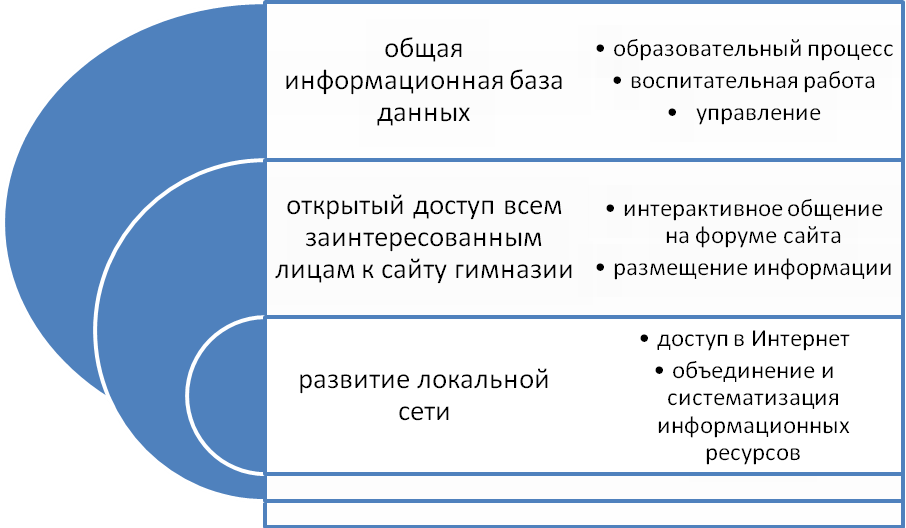 общая
информационная база
данных
• образовательный процесс
• воспитательная работа
• управление
открытый доступ всем
заинтересованным
лицам к сайту гимназии
• интерактивное общение
на форуме сайта
• размещение информации
развитие локальной
сети
• доступ в Интернет
• объединение и
систематизация
информационных
ресурсов